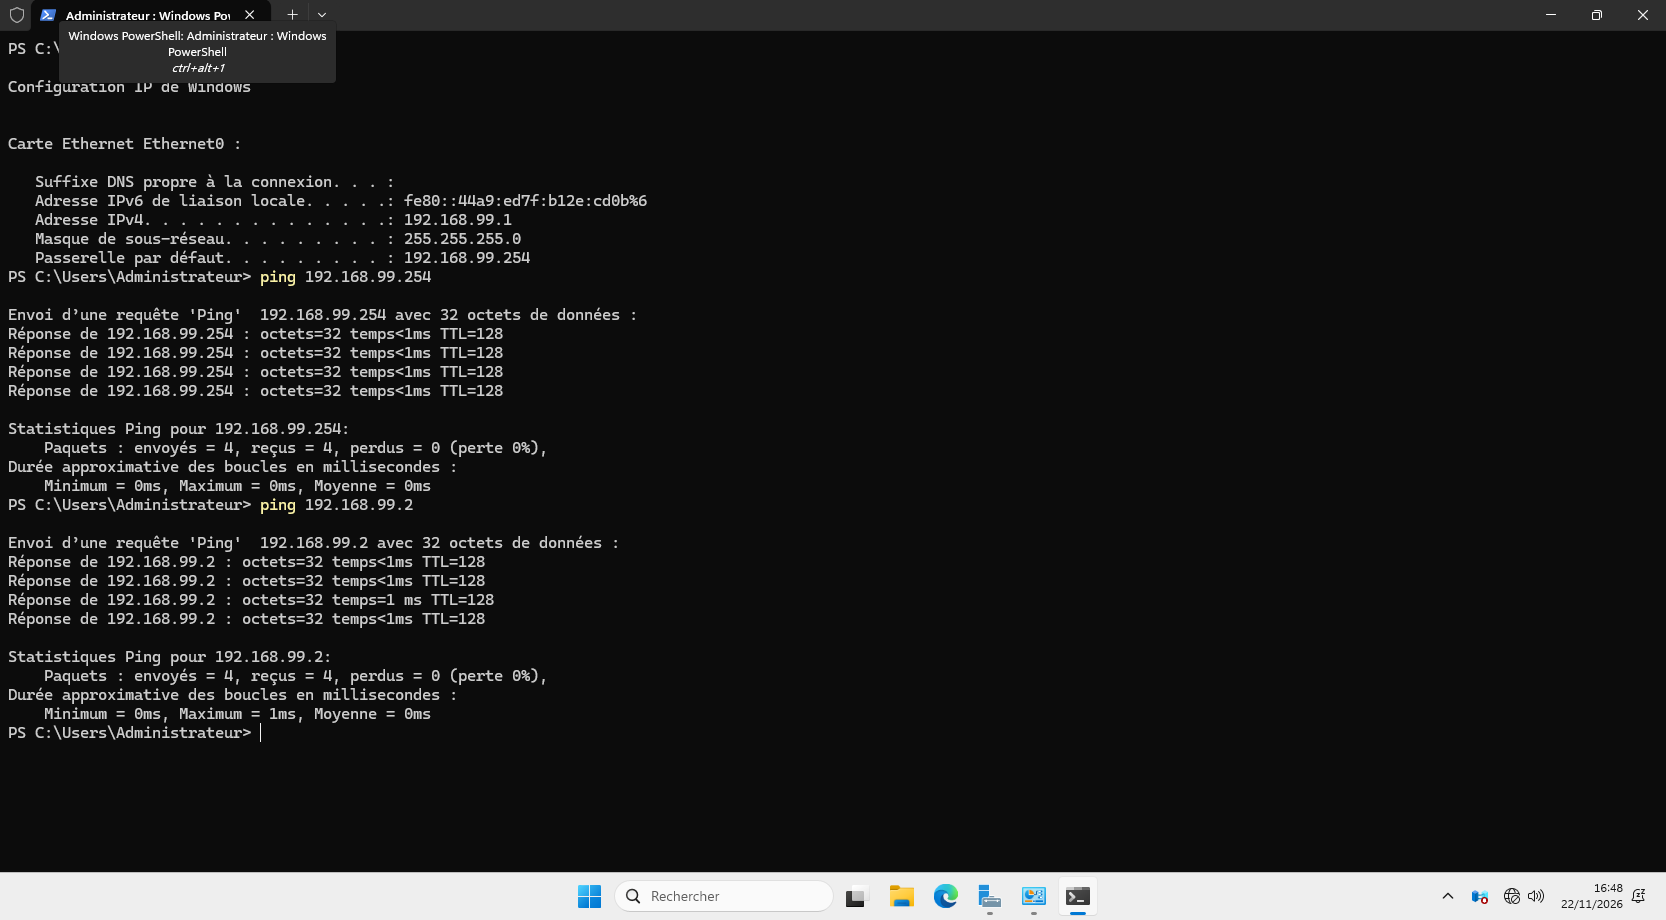 Administrateur : Windows Pow
Windows PowerShell: Administrateur : Windows
PowerShell
ctrl+alt+1
PS C:\
Configuration IP de Windows
Carte Ethernet Ethernet0 :
Suffixe DNS propre à la connexion. . . :
Adresse IPv6 de liaison locale. . . . .: fe80::44a9:ed7f:b12e:cd0b%6
Adresse IPv4. . . . . . . . . . . . . .: 192.168.99.1
Masque de sous-réseau. . . . . . . . . : 255.255.255.0
Passerelle par défaut. . . . . . . . . : 192.168.99.254
PS C:\Users\Administrateur> ping 192.168.99.254
Envoi d’une requête 'Ping'  192.168.99.254 avec 32 octets de données :
Réponse de 192.168.99.254 : octets=32 temps<1ms TTL=128
Réponse de 192.168.99.254 : octets=32 temps<1ms TTL=128
Réponse de 192.168.99.254 : octets=32 temps<1ms TTL=128
Réponse de 192.168.99.254 : octets=32 temps<1ms TTL=128
Statistiques Ping pour 192.168.99.254:
Paquets : envoyés = 4, reçus = 4, perdus = 0 (perte 0%),
Durée approximative des boucles en millisecondes :
Minimum = 0ms, Maximum = 0ms, Moyenne = 0ms
PS C:\Users\Administrateur> ping 192.168.99.2
Envoi d’une requête 'Ping'  192.168.99.2 avec 32 octets de données :
Réponse de 192.168.99.2 : octets=32 temps<1ms TTL=128
Réponse de 192.168.99.2 : octets=32 temps<1ms TTL=128
Réponse de 192.168.99.2 : octets=32 temps=1 ms TTL=128
Réponse de 192.168.99.2 : octets=32 temps<1ms TTL=128
Statistiques Ping pour 192.168.99.2:
Paquets : envoyés = 4, reçus = 4, perdus = 0 (perte 0%),
Durée approximative des boucles en millisecondes :
Minimum = 0ms, Maximum = 1ms, Moyenne = 0ms
PS C:\Users\Administrateur>
Rechercher
16:48
22/11/2026